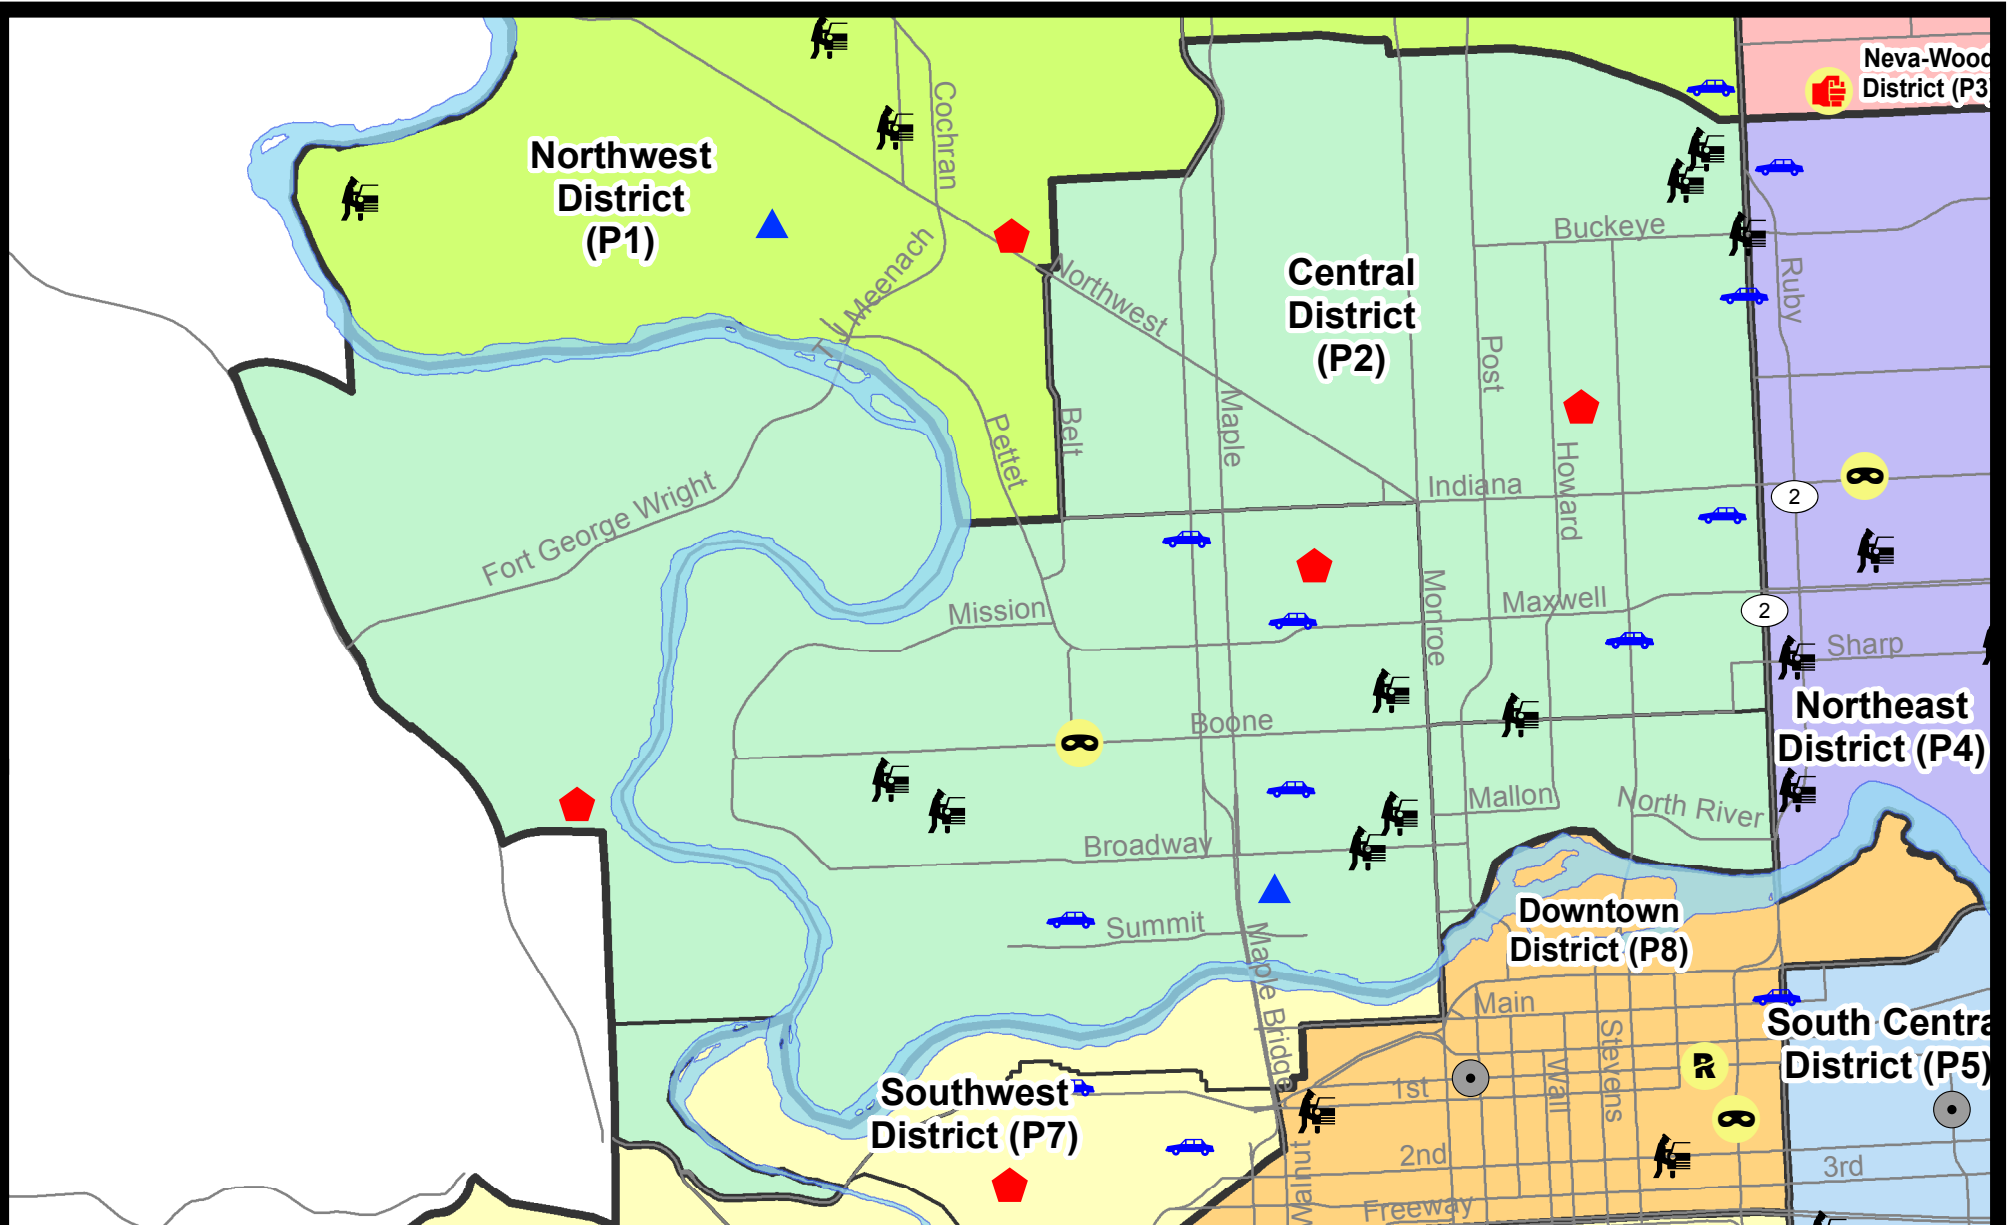 Neva-Wood
District (P3)
Cochran
Northwest
District
(P1)
Buckeye
T J Meenach
Northwest
Central
District
(P2)
Ruby
Post
Maple
Belt
Pettet
Howard
Indiana
2
Fort George Wright
Mission
Monroe
Maxwell
2
Sharp
Northeast
District (P4)
Boone
Mallon
North River
Broadway
Downtown
District (P8)
Summit
Maple Bridge
Main
South Centra
District (P5)
Stevens
Wall
1st
R
Southwest
District (P7)
Walnut
2nd
3rd
Freeway